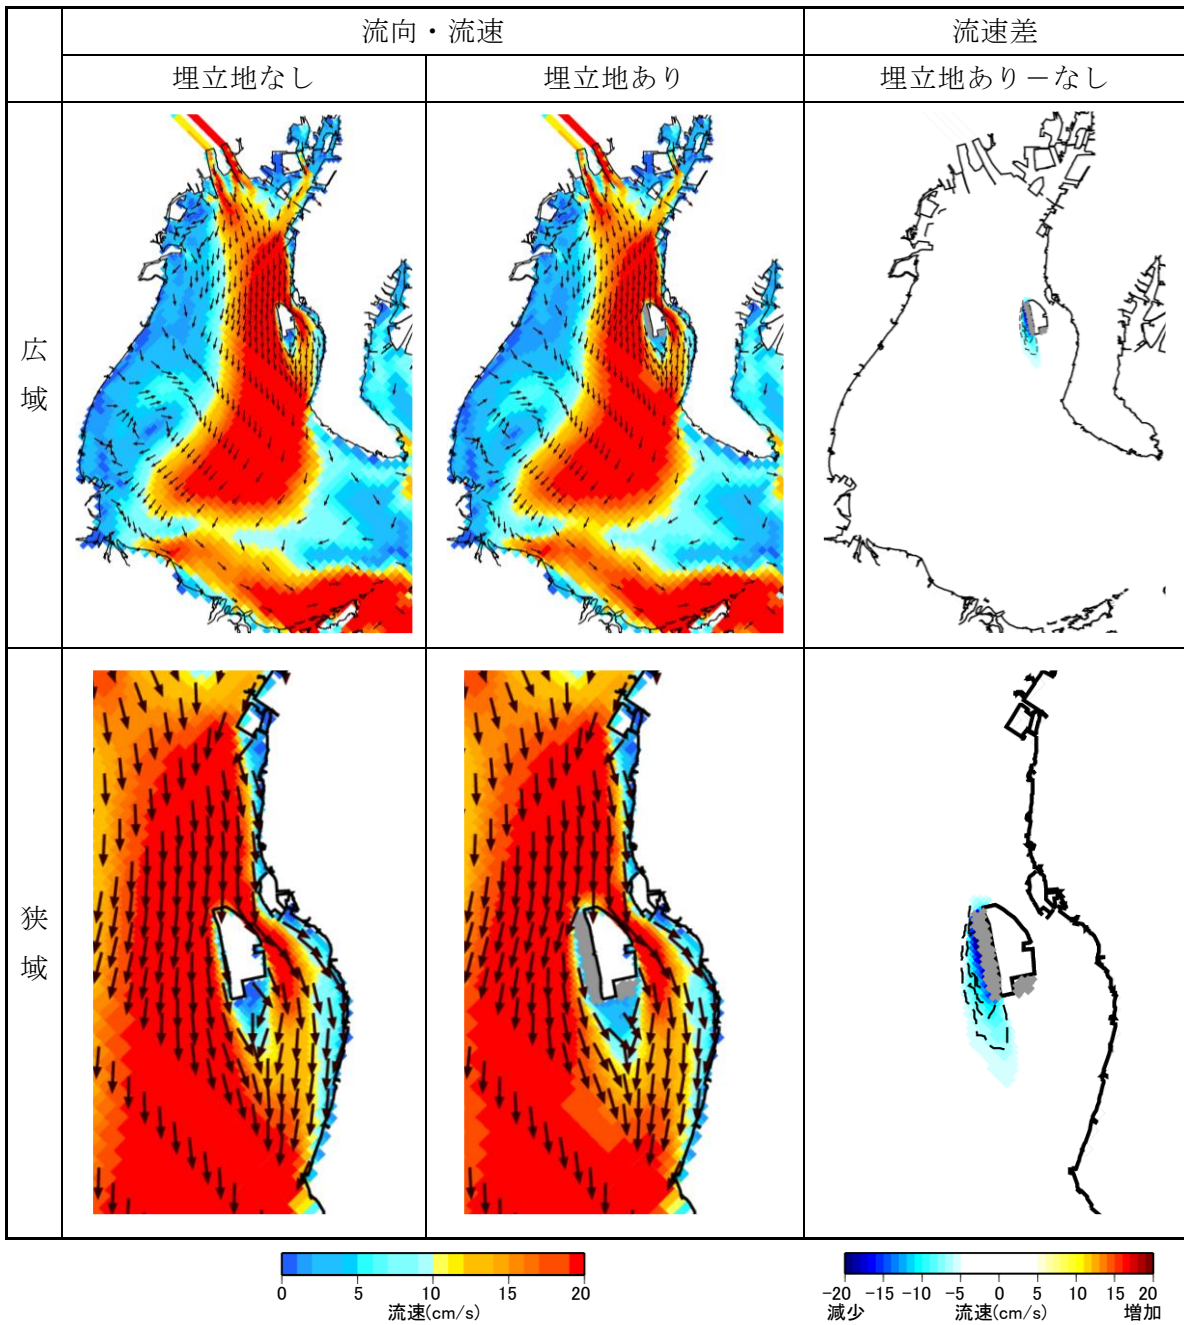 流向・流速 流速差
埋立地なし 埋立地あり 埋立地あり－なし
広域
狭域
0 5 10 15 20
流速(cm/s)
-20 -15 -10 -5 0 5 10 15 20
減少 流速(cm/s) 増加